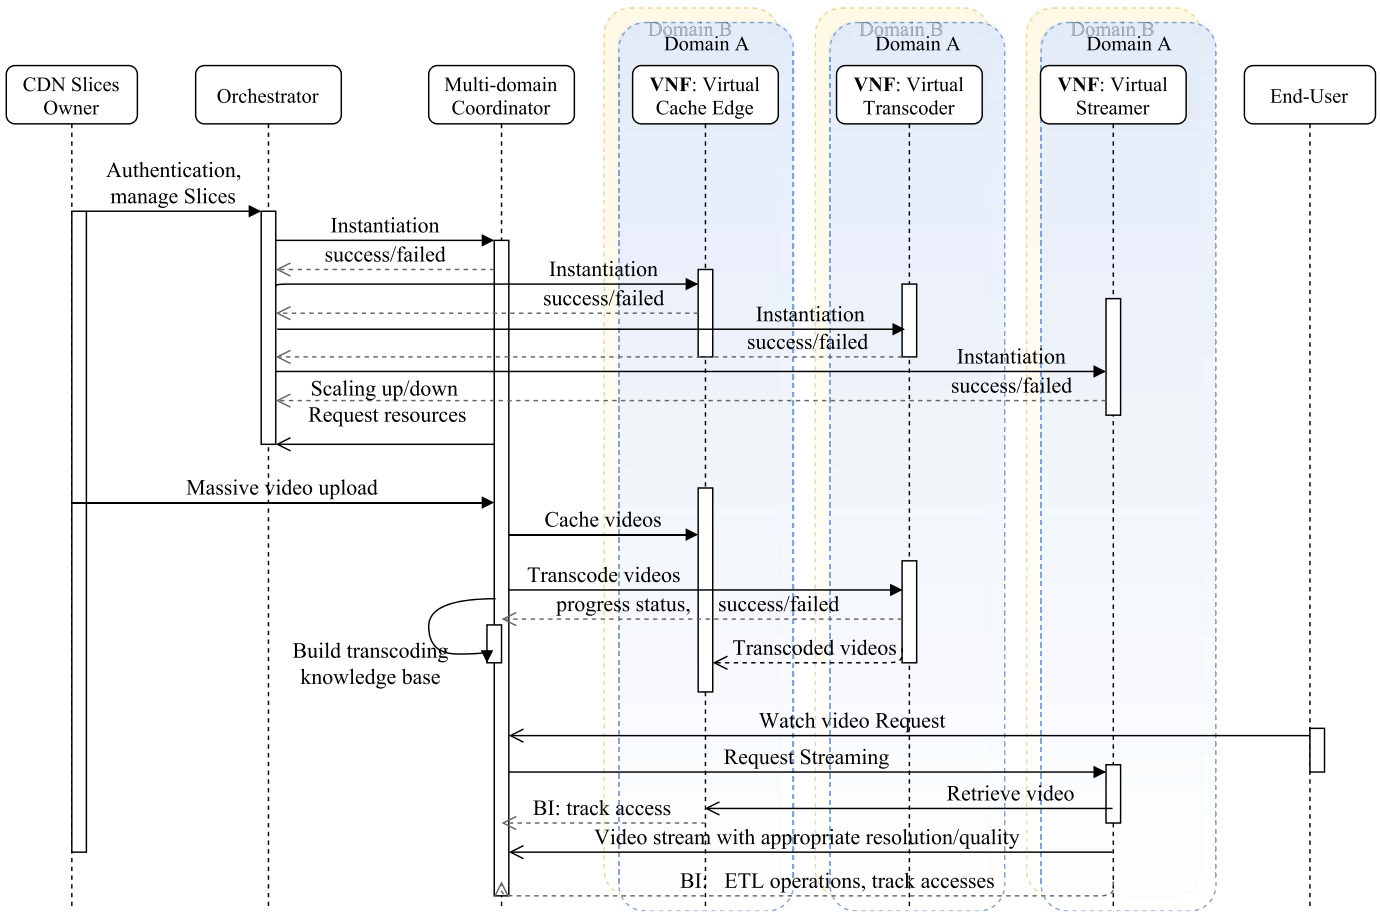 Domain B
Domain B
Domain B
Domain A
Domain A
Domain A
CDN Slices
Owner
Orchestrator
Multi-domain
Coordinator
VNF: Virtual
Cache Edge
VNF: Virtual
Transcoder
VNF: Virtual
Streamer
End-User
Authentication,
manage Slices
Instantiation
success/failed
Instantiation
success/failed
Instantiation
success/failed
Instantiation
success/failed
Scaling up/down
Request resources
Massive video upload
Cache videos
Transcode videos
progress status, success/failed
Build transcoding
knowledge base
Transcoded videos
Watch video Request
Request Streaming
Retrieve video
BI: track access
Video stream with appropriate resolution/quality
BI: ETL operations, track accesses